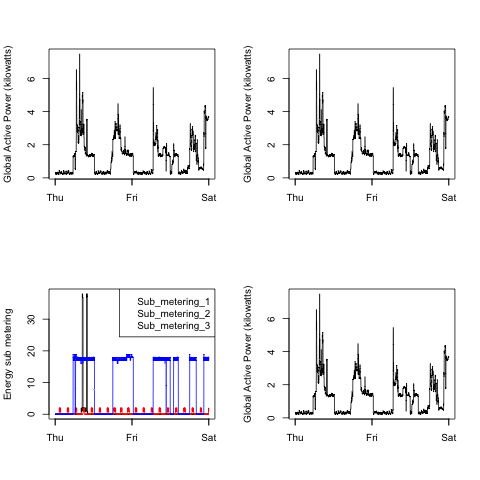 Global Active Power (kilowatts)
0 2 4 6
Thu Fri Sat
Global Active Power (kilowatts)
0 2 4 6
Thu Fri Sat
Energy sub metering
0 10 20 30
Sub_metering_1
Sub_metering_2
Sub_metering_3
Thu Fri Sat
Global Active Power (kilowatts)
0 2 4 6
Thu Fri Sat